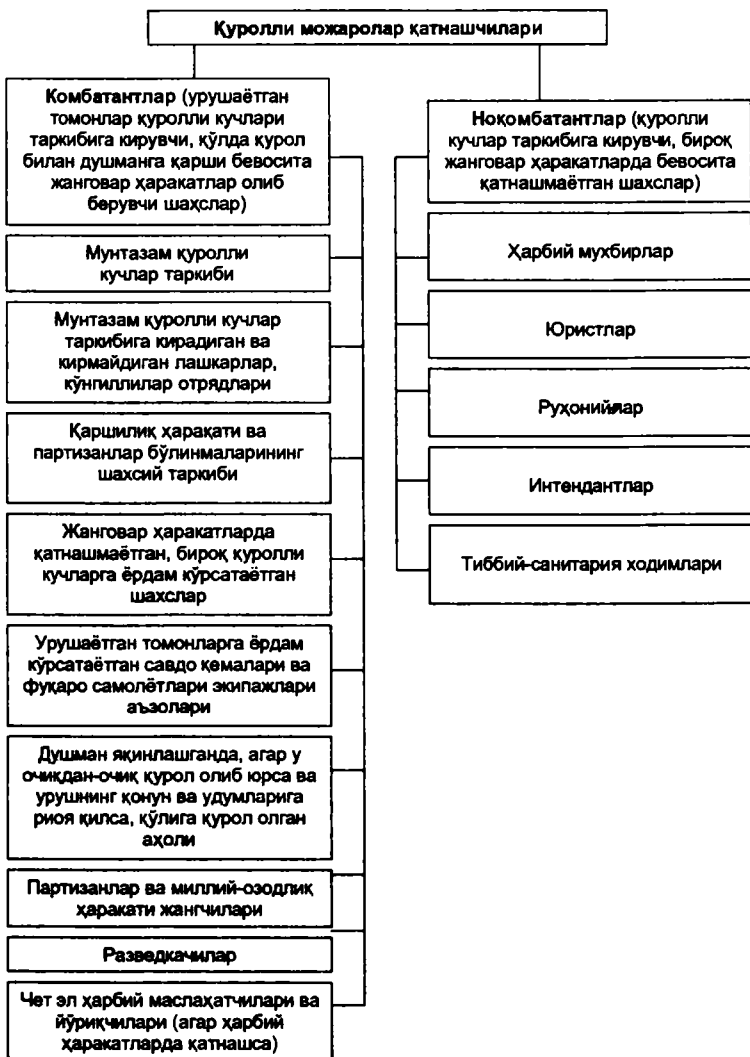 Қуролли можаролар қатнашчилари
Комбатантлар (урушаётган
томонлар қуролли кучлари
таркибига кирувчи, қўлда қурол
билан душманга қарши бевосита
жанговар ҳаракатлар олиб
берувчи шахслар)
Мунтазам қуролли
кучлар таркиби
Мунтазам қуролли кучлар
таркибига кирадиган ва
кирмайдиган лашкарлар,
кўнгиллилар отрядлари
Қаршилиқ ҳарақати ва
партизанлар бўлинмаларининг
шахсий таркиби
Жанговар ҳаракатларда
қатнашмаётган, бироқ қуролли
кучларга ёрдам кўрсатаётган
шахслар
Урушаётган томонларга ёрдам
кўрсатаётган савдо қемалари ва
фуқаро самолётлари экипажлари
аъзолари
Душман яқинлашганда, агар у
очиқдан-очиқ қурол олиб юрса ва
урушнинг қонун ва удумларига
риоя қилса, қўлига қурол олган
аҳоли
Партизанлар ва миллий-озодлиқ
ҳаракати жангчилари
Разведкачилар
Чет эл ҳарбий маслаҳатчилари ва
йўриқчилари (агар ҳарбий
ҳаракатларда қатнашса)
Ноқомбатантлар (қуролли
кучлар таркибига кирувчи, бироқ
жанговар ҳаракатларда бевосита
қатнашмаётган шахслар)
Ҳарбий мухбирлар
Юристлар
Руҳонийлар
Интендантлар
Тиббий-санитария ходимлари